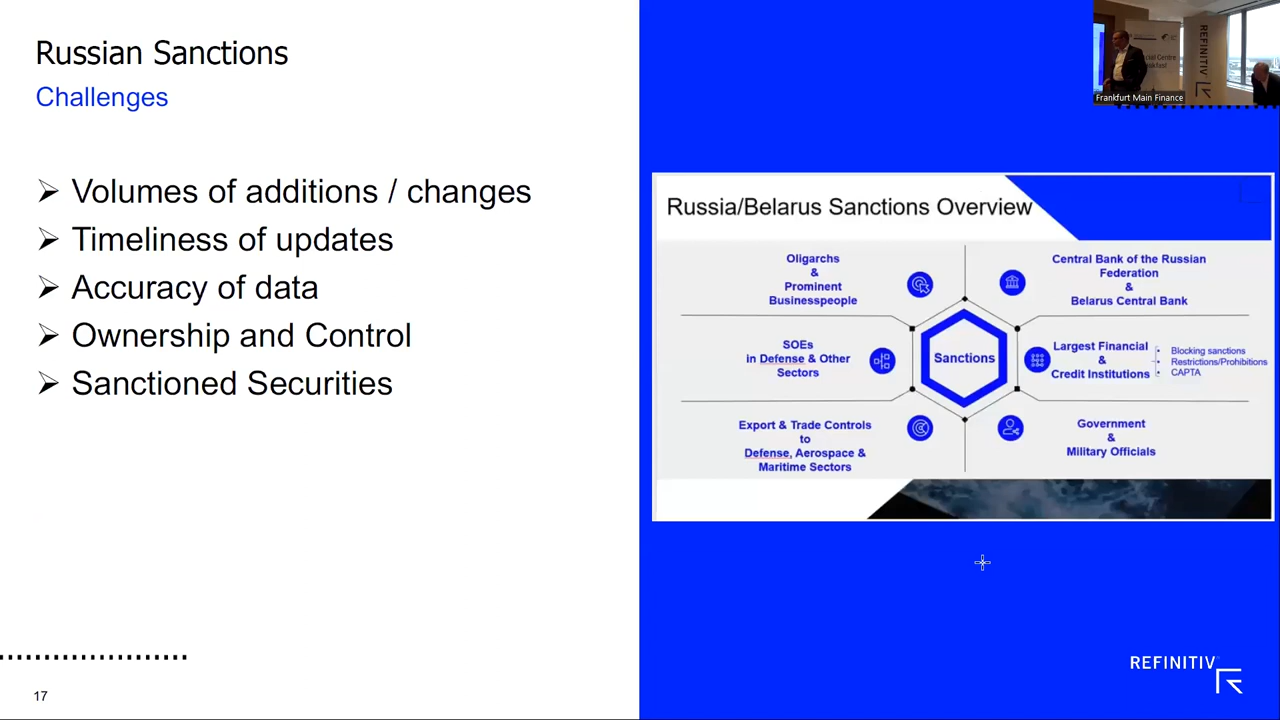 Russian Sanctions
Challenges
➢ Volumes of additions / changes
➢ Timeliness of updates
➢ Accuracy of data
➢ Ownership and Control
➢ Sanctioned Securities
17
REFINITIV
Frankfurt Main Finance
Russia/Belarus Sanctions Overview
Oligarchs
&
Prominent
Businesspeople
Central Bank of the Russian
Federation
&
Belarus Central Bank
SOEs
in Defense & Other
Sectors
Sanctions
Largest Financial
&
Credit Institutions
• Blocking sanctions
• Restrictions/Prohibitions
• CAPTA
Export & Trade Controls
to
Defense, Aerospace &
Maritime Sectors
Government
&
Military Officials
REFINITIV